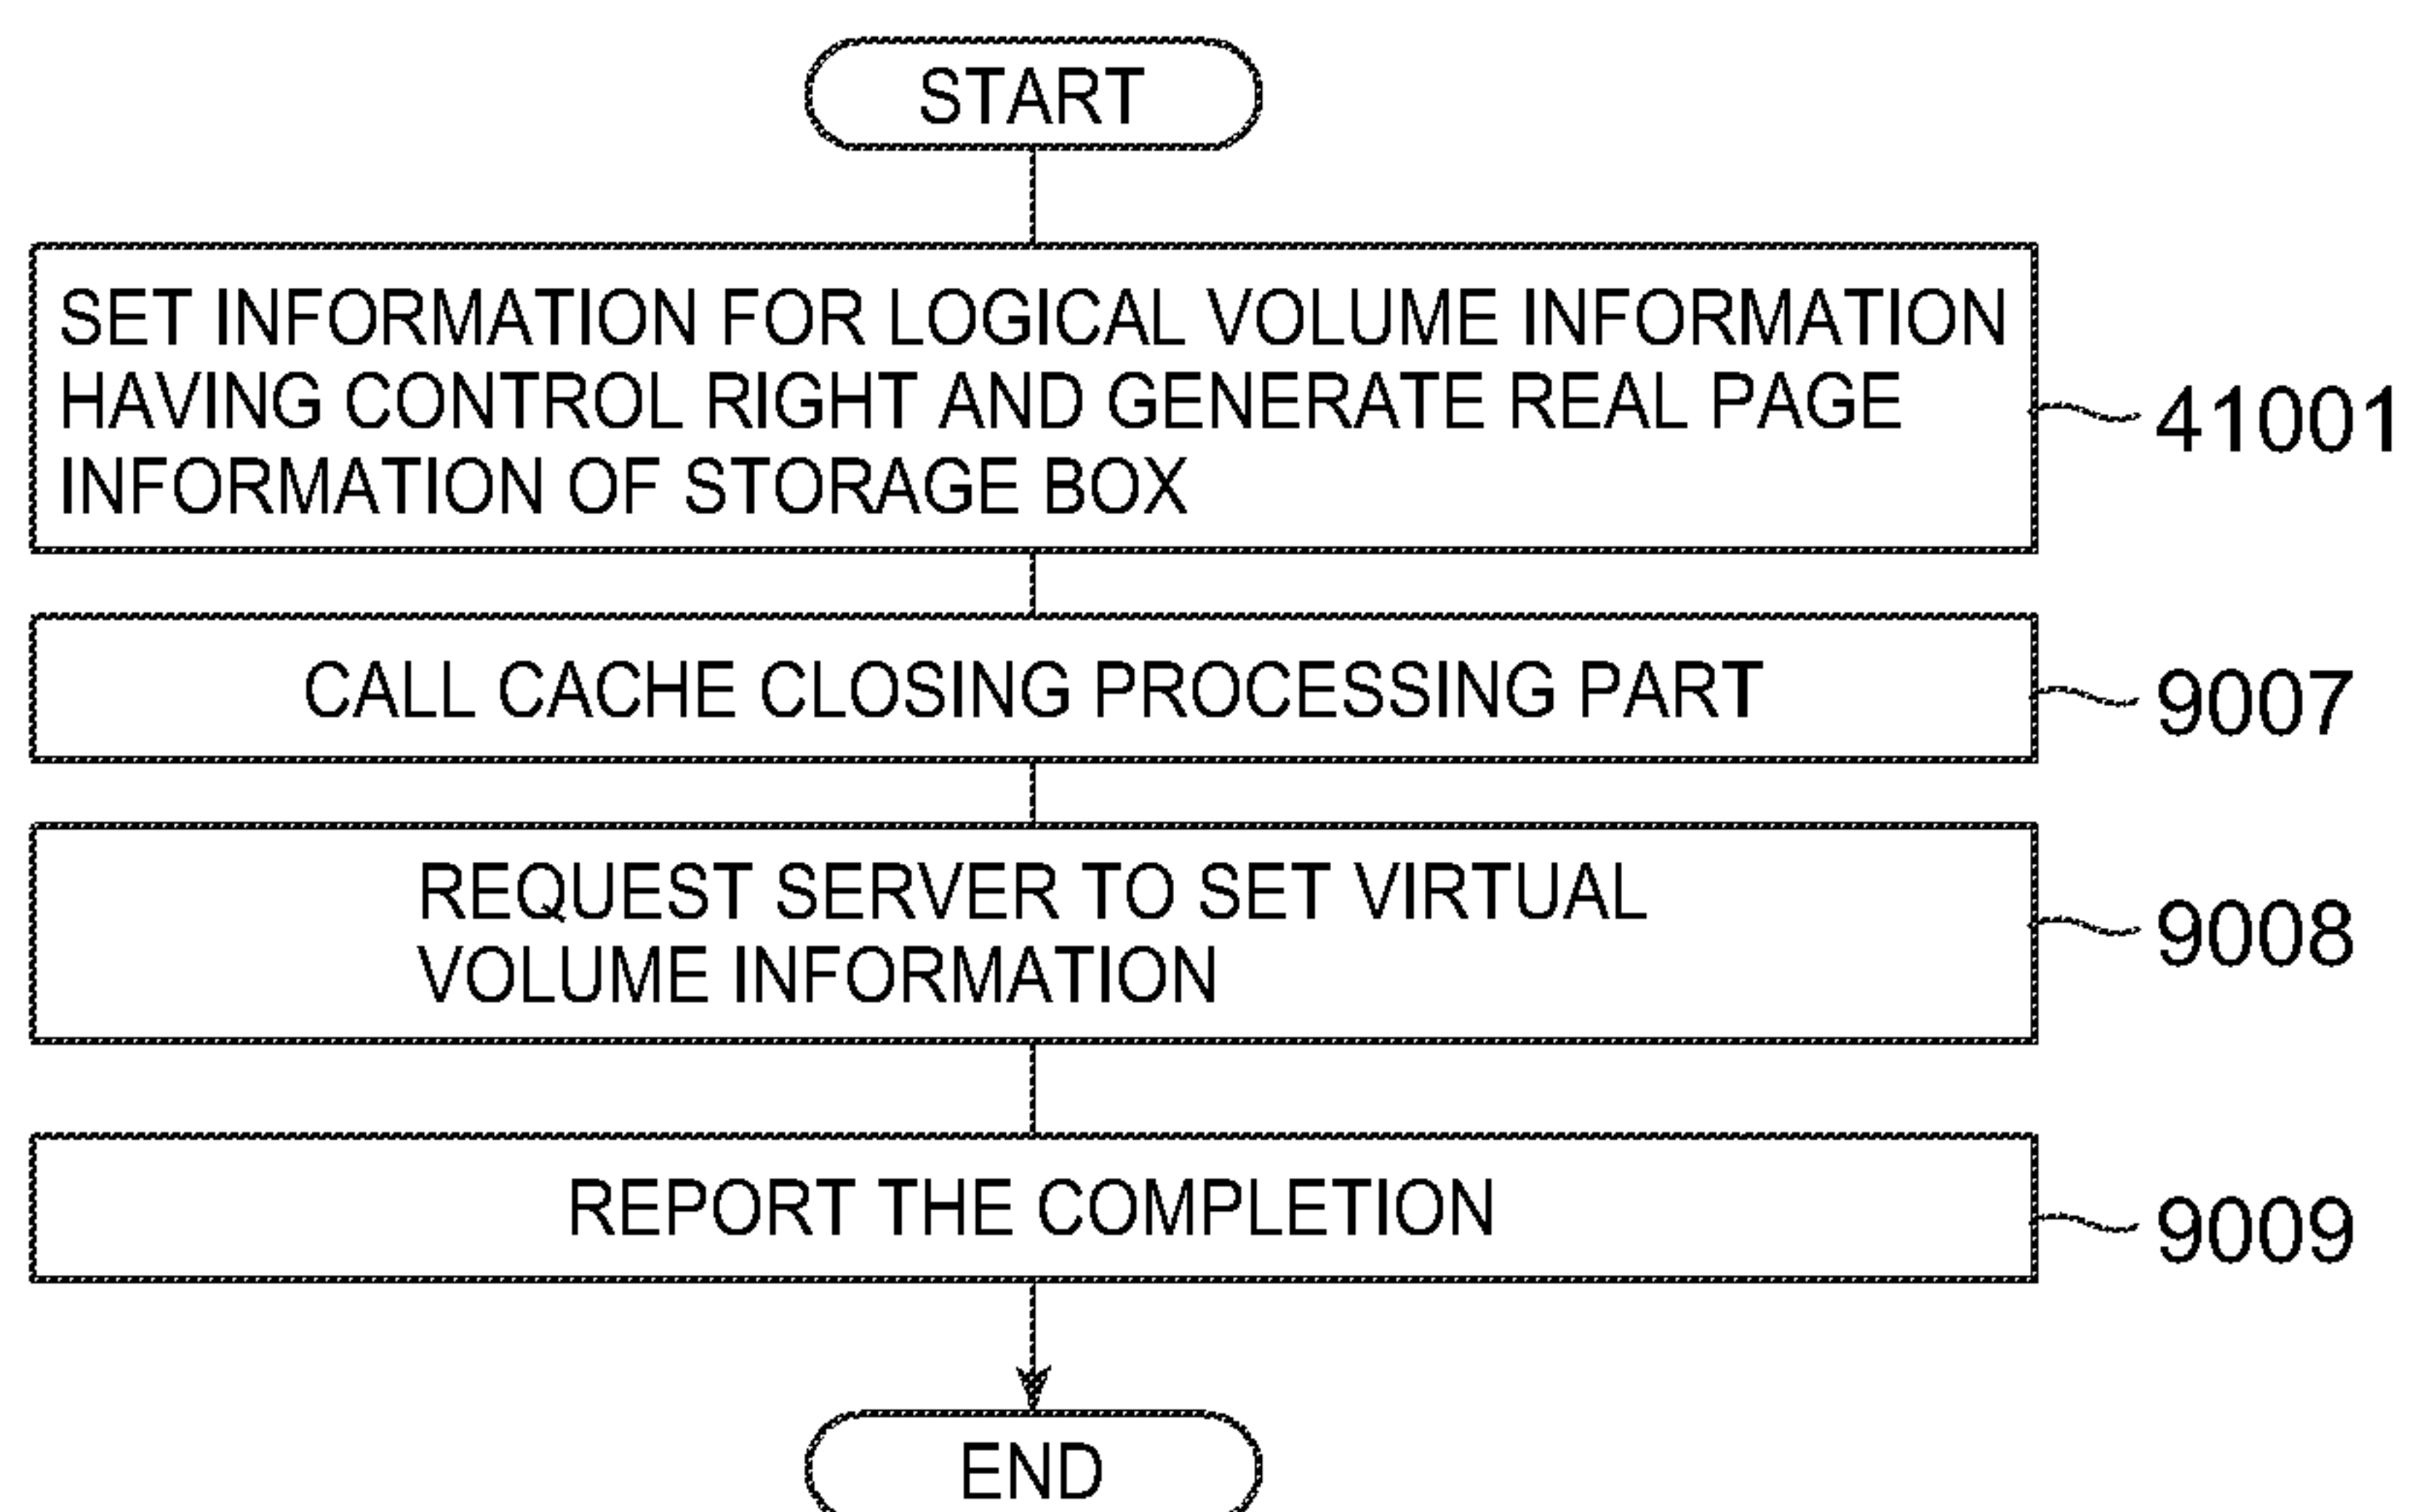 START
SET INFORMATION FOR LOGICAL VOLUME INFORMATION
HAVING CONTROL RIGHT AND GENERATE REAL PAGE
INFORMATION OF STORAGE BOX
41001
CALL CACHE CLOSING PROCESSING PART
9007
REQUEST SERVER TO SET VIRTUAL
VOLUME INFORMATION
9008
REPORT THE COMPLETION
9009
END